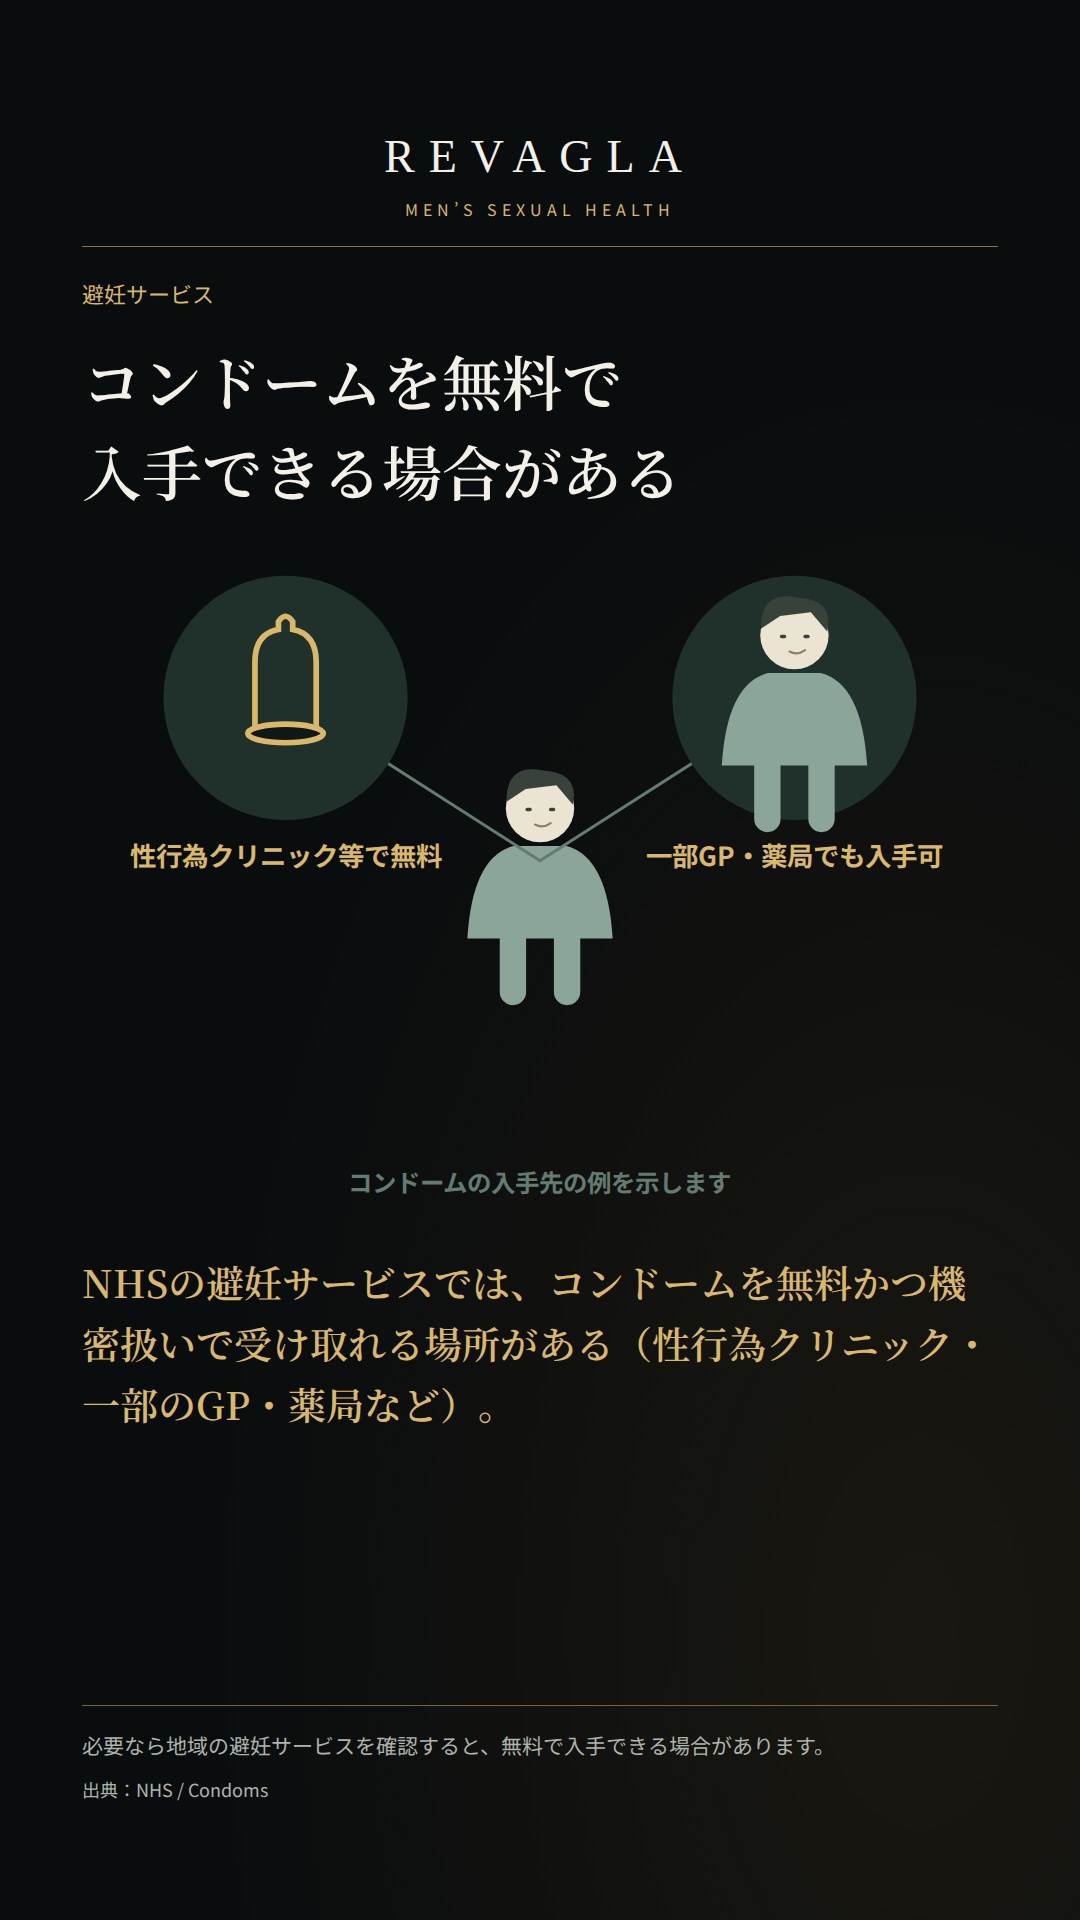 REVAGLA
MEN’S SEXUAL HEALTH
避妊サービス
コンドームを無料で
入手できる場合がある
性行為クリニック等で無料
一部GP・薬局でも入手可
コンドームの入手先の例を示します
NHSの避妊サービスでは、コンドームを無料かつ機
密扱いで受け取れる場所がある（性行為クリニック・
一部のGP・薬局など）。
必要なら地域の避妊サービスを確認すると、無料で入手できる場合があります。
出典：NHS / Condoms